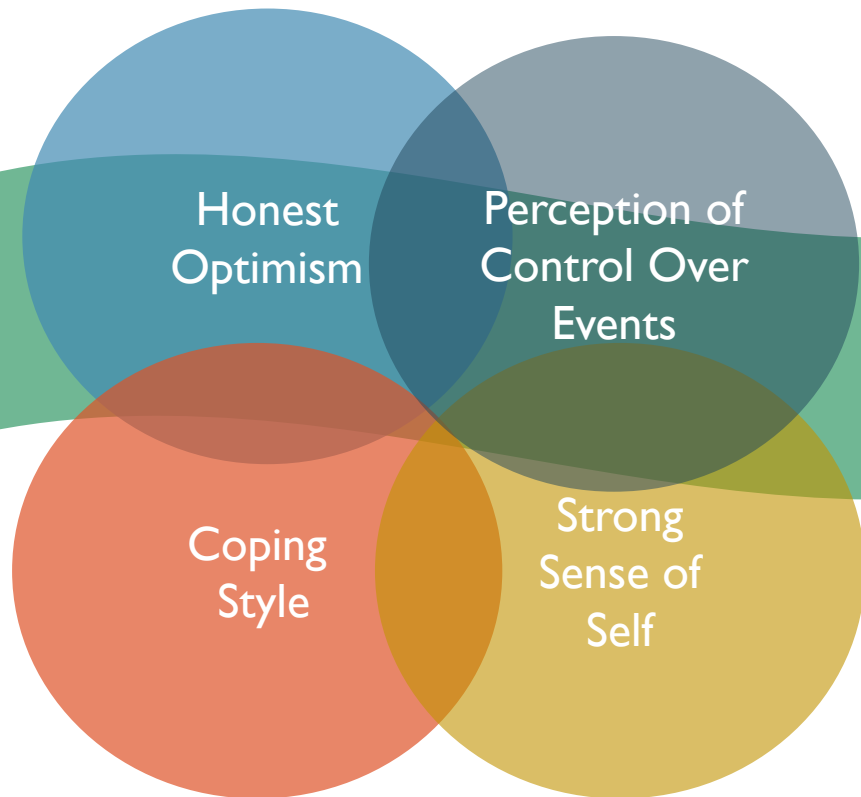 Honest
Optimism
Perception of
Control Over
Events
Coping
Style
Strong
Sense of
Self